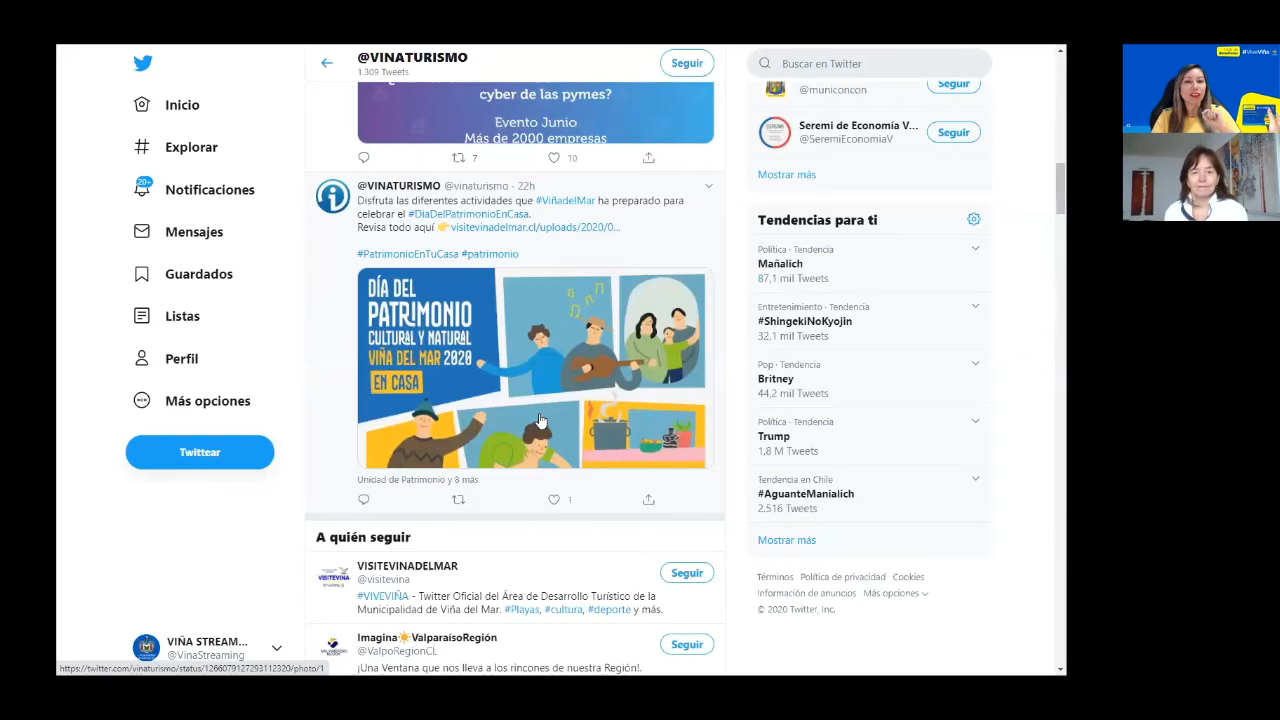 Inicio
Explorar
20+
Notificaciones
Mensajes
Guardados
Listas
Perfil
Más opciones
Twittear
VIÑA STREAM...
@VinaStreaming
https://twitter.com/vinaturismo/status/1266079127293112320/photo/1
@VINATURISMO
1.309 Tweets
Seguir
cyber de las pymes?
Evento Junio
Más de 2000 empresas
7
10
@VINATURISMO @vinaturismo · 22h
Disfruta las diferentes actividades que #ViñadelMar ha preparado para
celebrar el #DiaDelPatrimonioEnCasa.
Revisa todo aquí 👉visitevinadelmar.cl/uploads/2020/0...
#PatrimonioEnTuCasa #patrimonio
DÍA DEL
PATRIMONIO
CULTURAL Y NATURAL
VIÑA DEL MAR 2020
EN CASA
Unidad de Patrimonio y 8 más
1
A quién seguir
VISITEVINADELMAR
@visitevina
Seguir
#VIVEVIÑA - Twitter Oficial del Área de Desarrollo Turístico de la
Municipalidad de Viña del Mar. #Playas, #cultura, #deporte y más.
Imagina☀ValparaísoRegión
@ValpoRegionCL
Seguir
¡Una Ventana que nos lleva a los rincones de nuestra Región!.
Buscar en Twitter
@municoncon
Seguir
Seremi de Economía V...
@SeremiEconomiaV
Seguir
Mostrar más
Tendencias para ti
Política · Tendencia
Mañalich
87,1 mil Tweets
Entretenimiento · Tendencia
#ShingekiNoKyojin
32,1 mil Tweets
Pop · Tendencia
Britney
44,2 mil Tweets
Política · Tendencia
Trump
1,8 M Tweets
Tendencia en Chile
#AguanteManialich
2.516 Tweets
Mostrar más
Términos Política de privacidad Cookies
Información de anuncios Más opciones
© 2020 Twitter, Inc.
#ViveViña